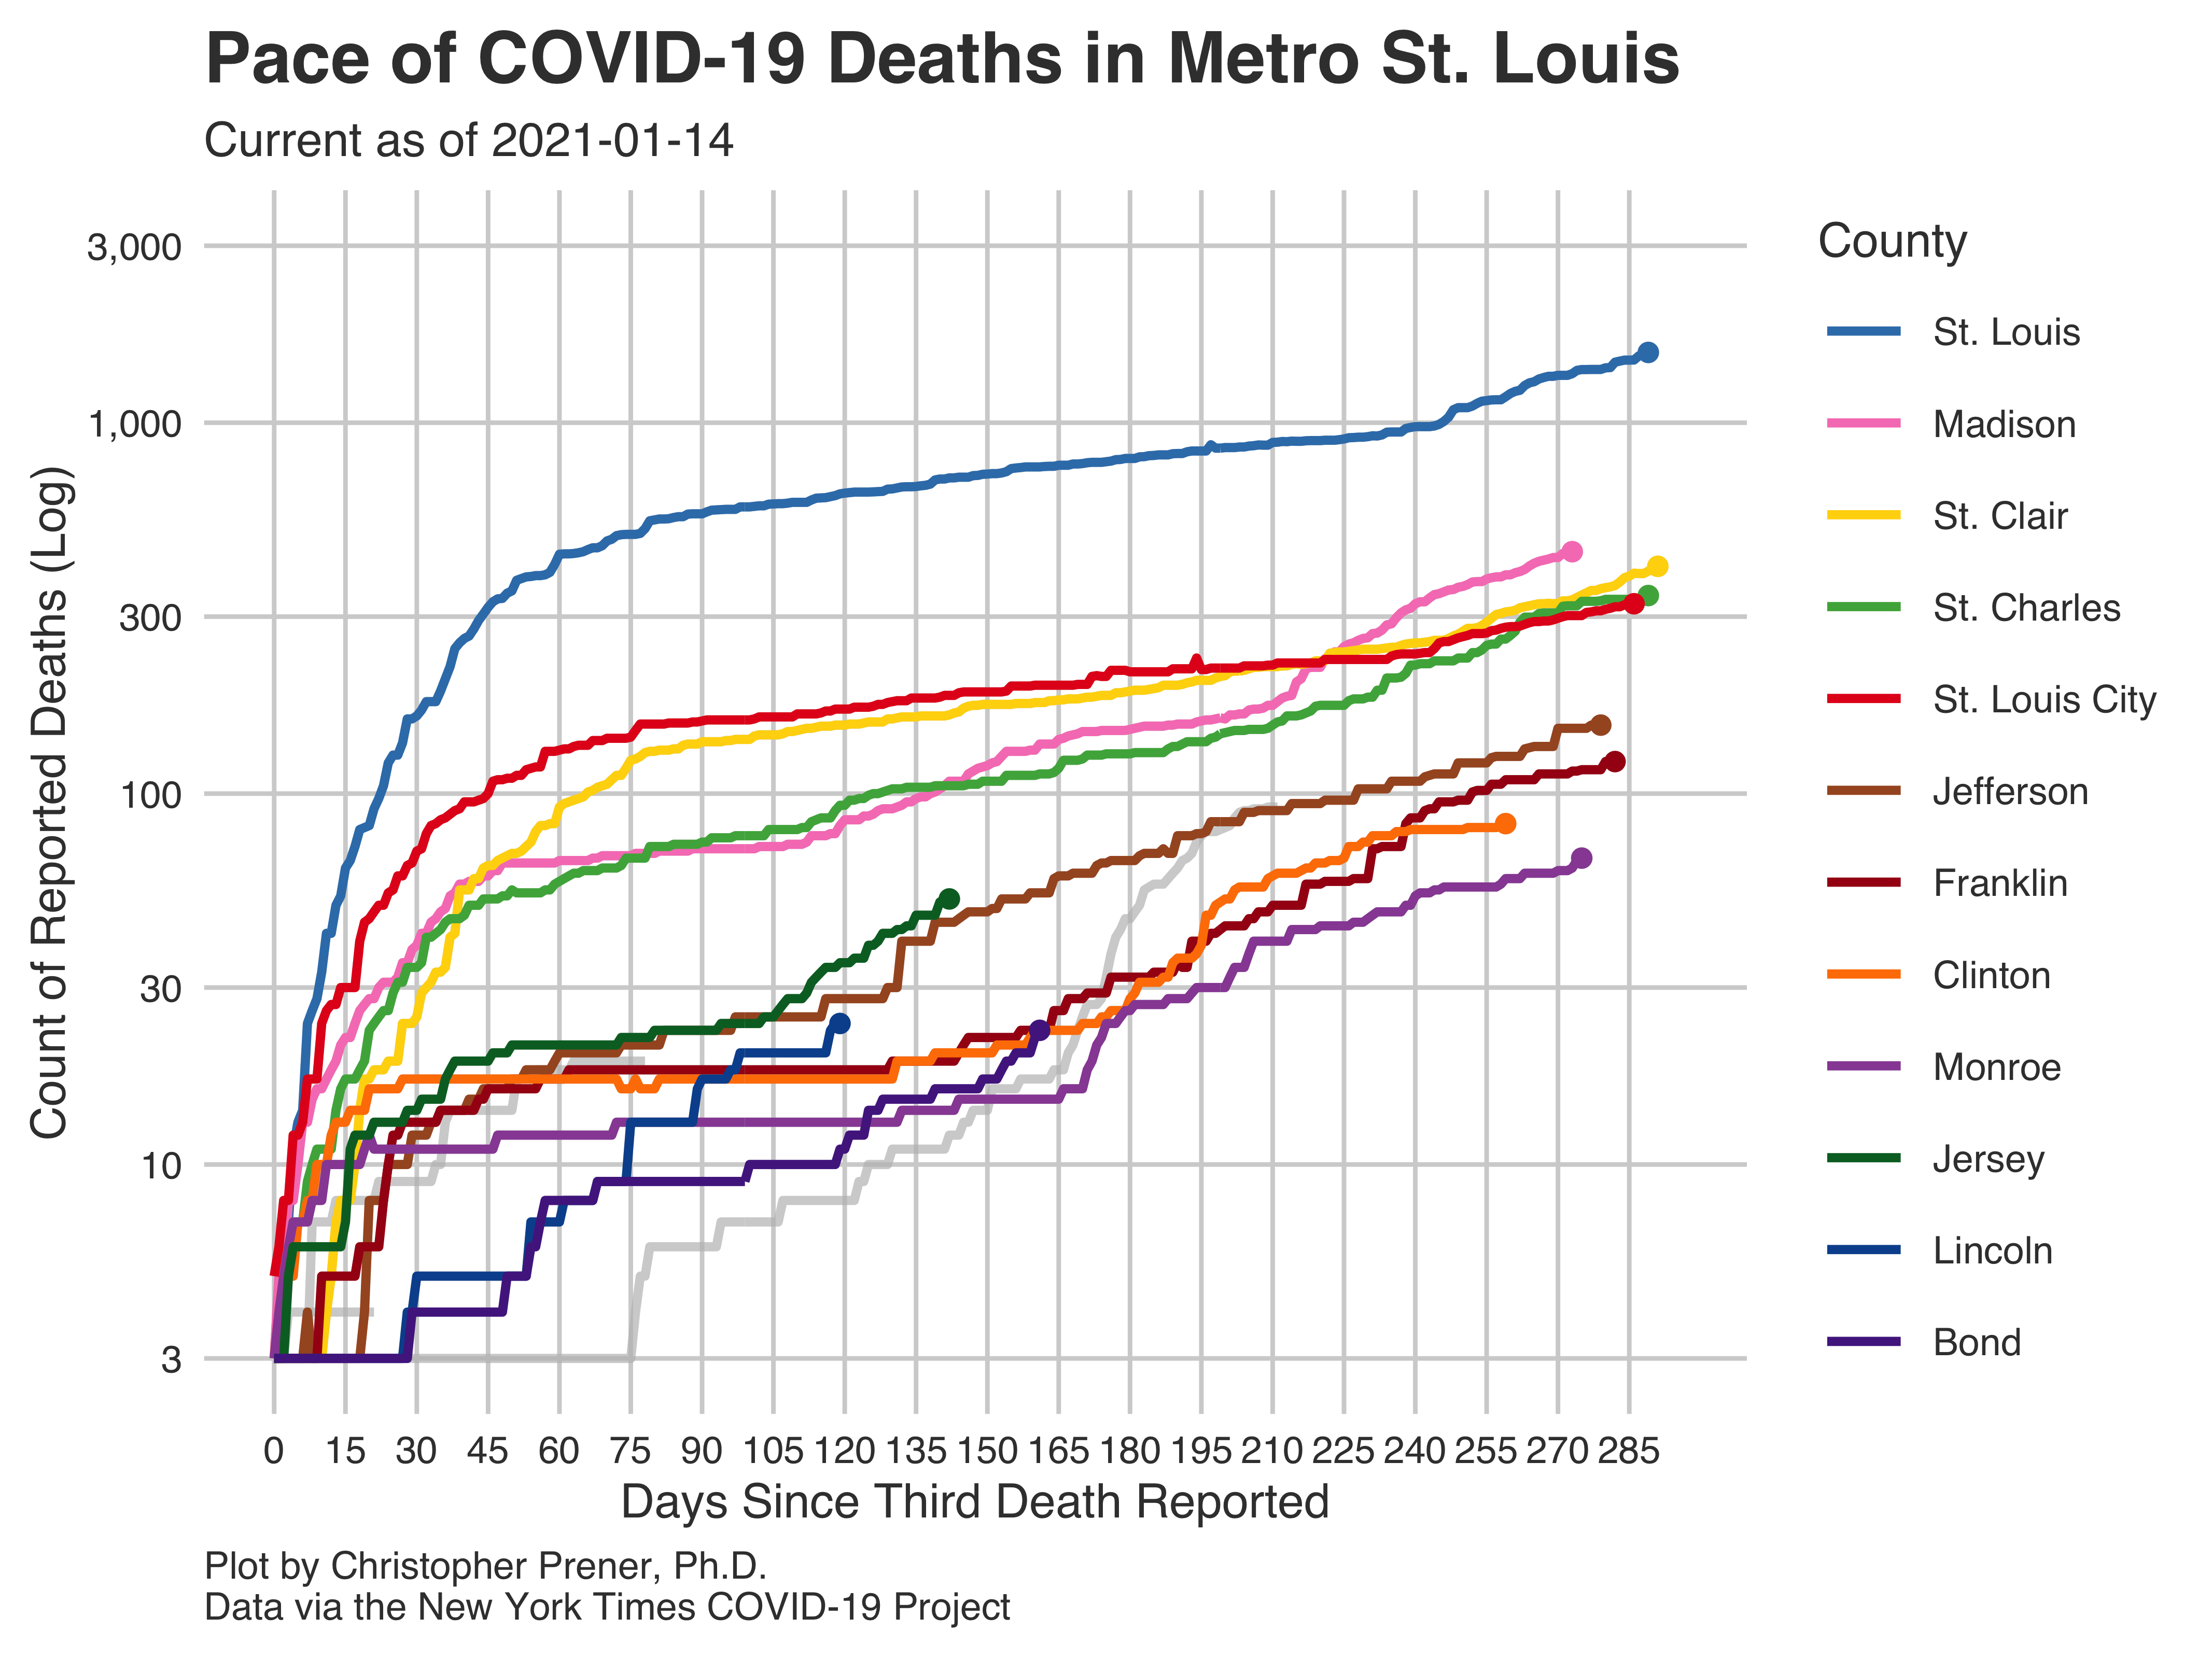 Pace of COVID-19 Deaths in Metro St. Louis
Current as of 2021-01-14
Count of Reported Deaths (Log)
3,000
1,000
300
100
30
10
3
0 15 30 45 60 75 90 105 120 135 150 165 180 195 210 225 240 255 270 285
Days Since Third Death Reported
County
St. Louis
Madison
St. Clair
St. Charles
St. Louis City
Jefferson
Franklin
Clinton
Monroe
Jersey
Lincoln
Bond
Plot by Christopher Prener, Ph.D.
Data via the New York Times COVID-19 Project